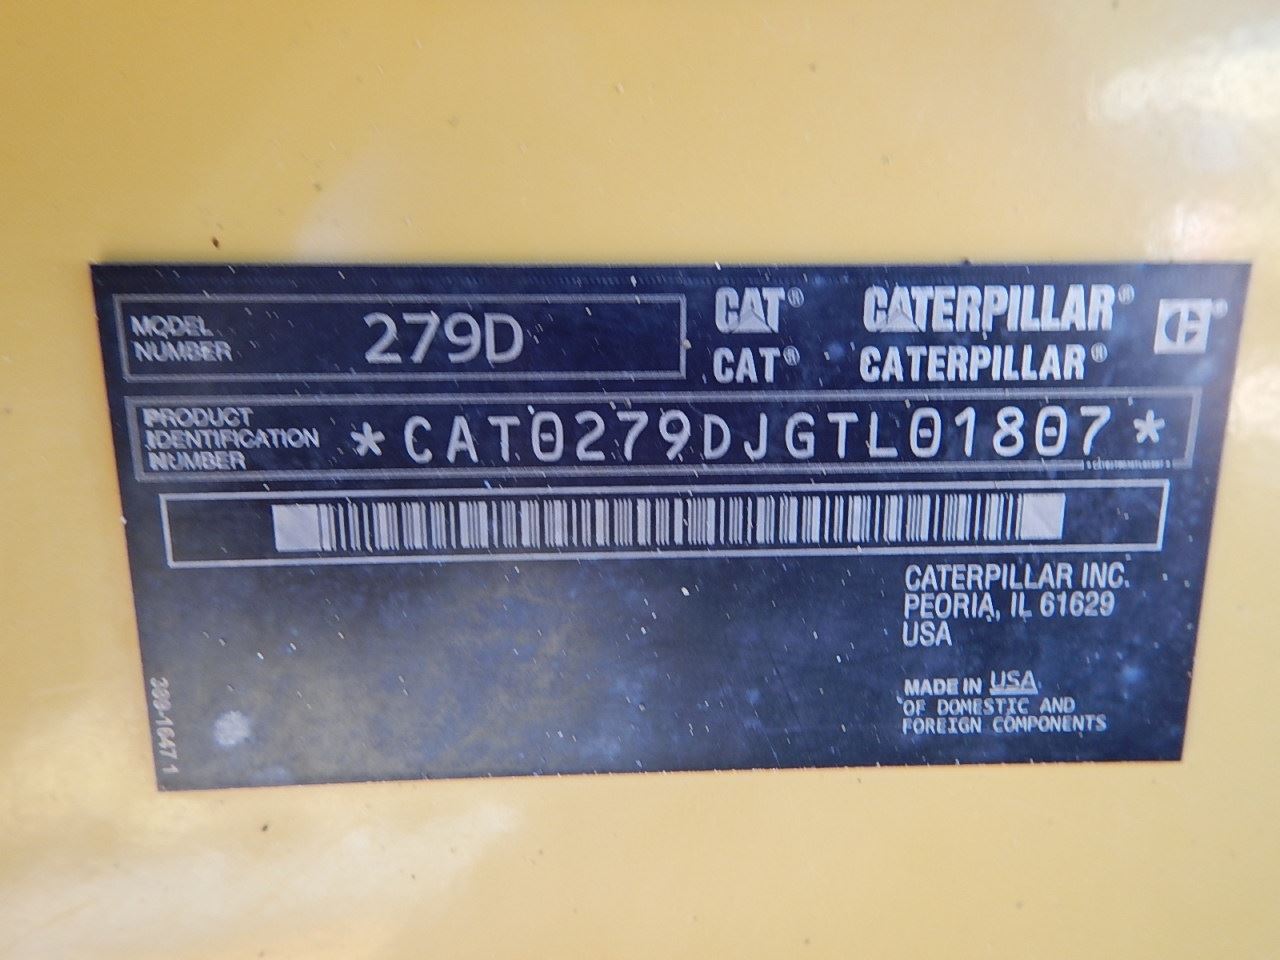 MODEL NUMBER 279D
CAT® CATERPILLAR®
CAT® CATERPILLAR®
PRODUCT IDENTIFICATION NUMBER *CAT0279DJGTL01807*
CATERPILLAR INC.
PEORIA, IL 61629
USA
MADE IN USA
OF DOMESTIC AND
FOREIGN COMPONENTS